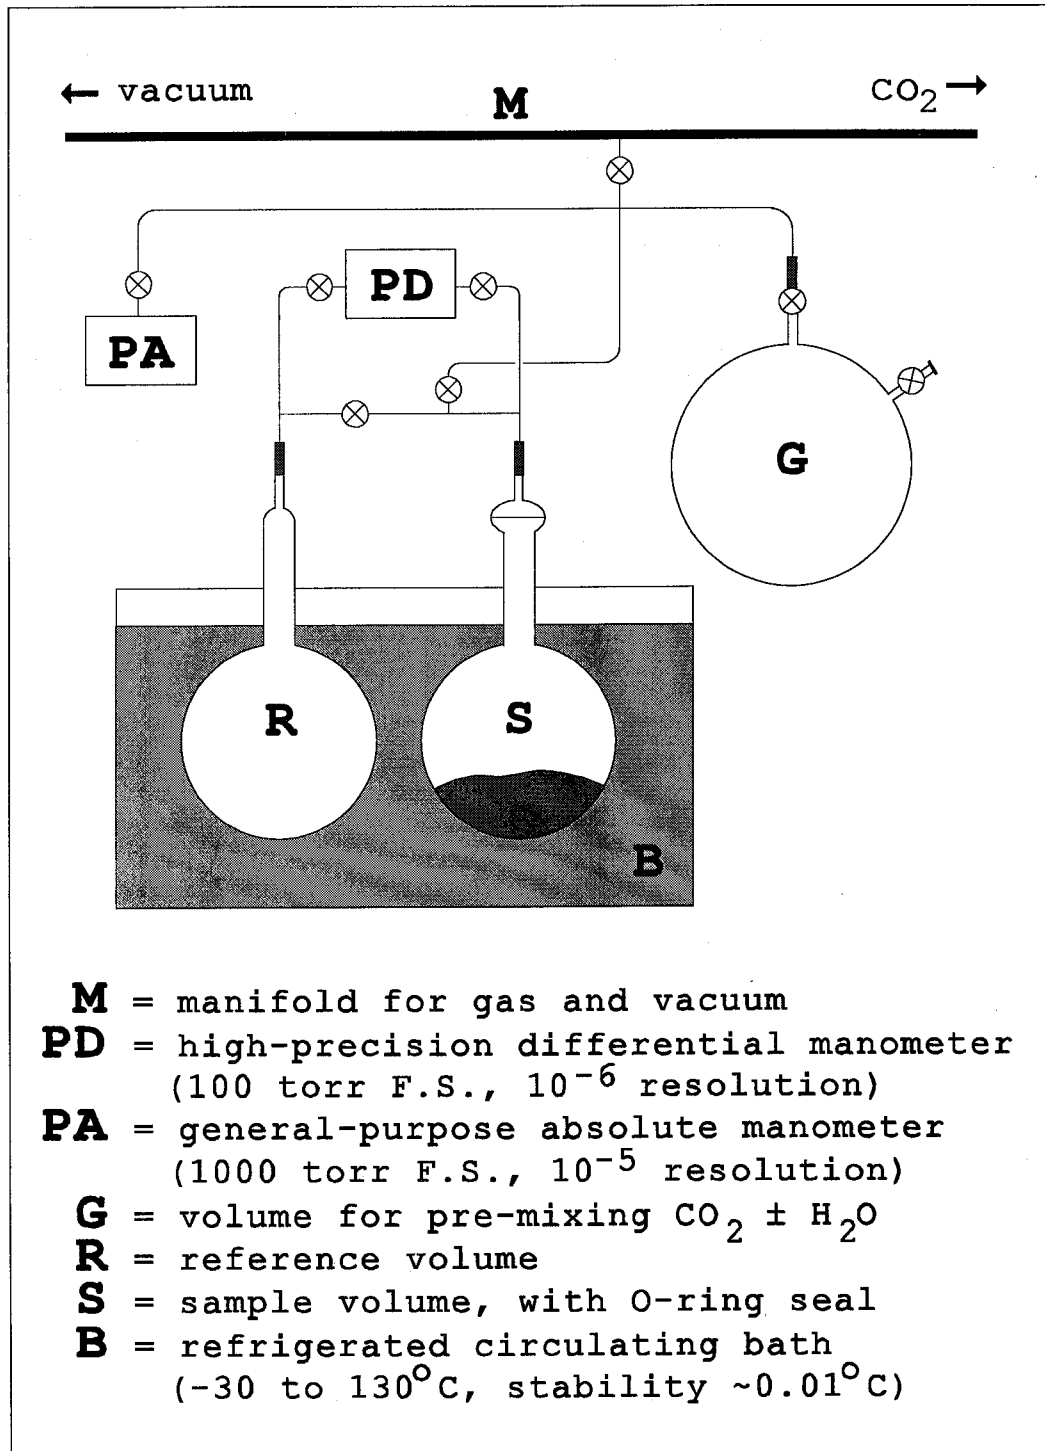 ← vacuum
M
CO₂ →
PD
PA
G
R
S
B
M = manifold for gas and vacuum
PD = high-precision differential manometer
(100 torr F.S., 10⁻⁶ resolution)
PA = general-purpose absolute manometer
(1000 torr F.S., 10⁻⁵ resolution)
G = volume for pre-mixing CO₂ ± H₂O
R = reference volume
S = sample volume, with O-ring seal
B = refrigerated circulating bath
(-30 to 130°C, stability ~0.01°C)